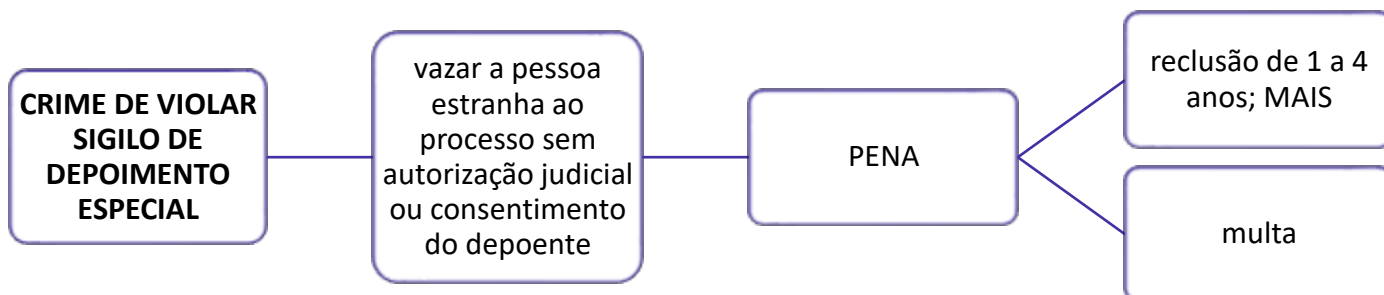 CRIME DE VIOLAR
SIGILO DE
DEPOIMENTO
ESPECIAL
vazar a pessoa
estranha ao
processo sem
autorização judicial
ou consentimento
do depoente
PENA
reclusão de 1 a 4
anos; MAIS
multa